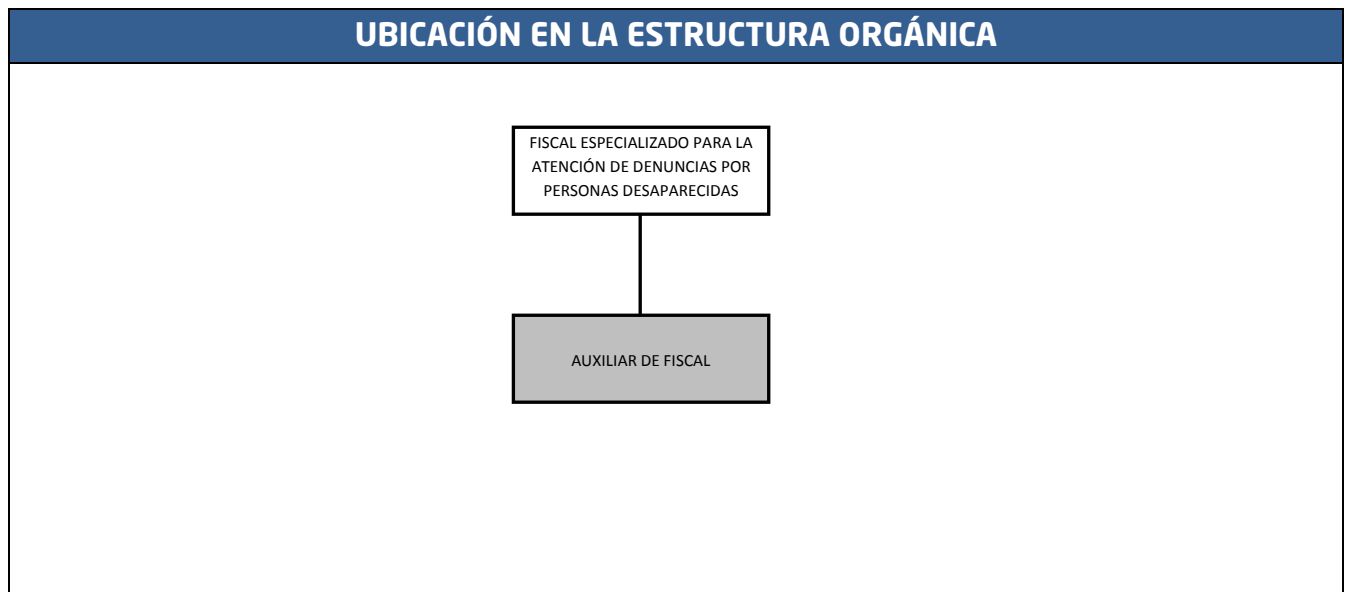 UBICACIÓN EN LA ESTRUCTURA ORGÁNICA
FISCAL ESPECIALIZADO PARA LA
ATENCIÓN DE DENUNCIAS POR
PERSONAS DESAPARECIDAS
AUXILIAR DE FISCAL